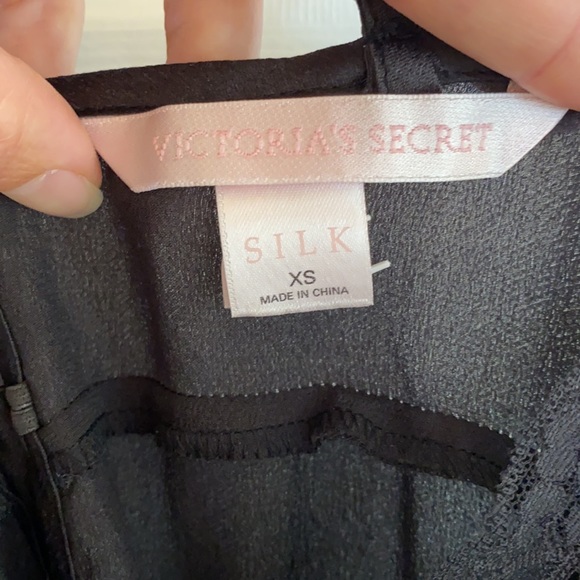 VICTORIA'S SECRET
SILK
XS
MADE IN CHINA